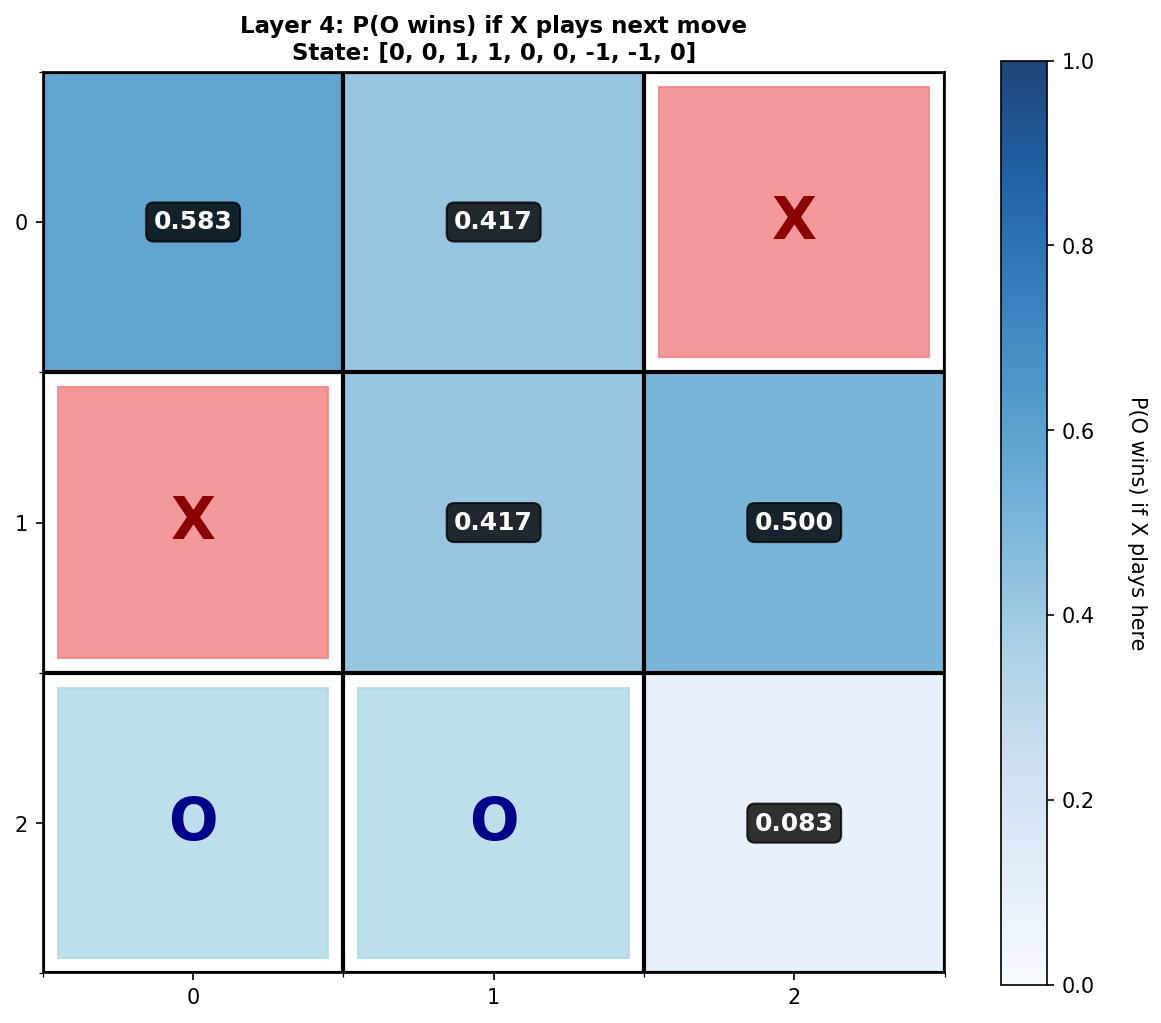 Layer 4: P(O wins) if X plays next move
State: [0, 0, 1, 1, 0, 0, -1, -1, 0]
0
0.583
0.417
X
1
X
0.417
0.500
2
O
O
0.083
0
1
2
1.0
0.8
0.6
0.4
0.2
0.0
P(O wins) if X plays here